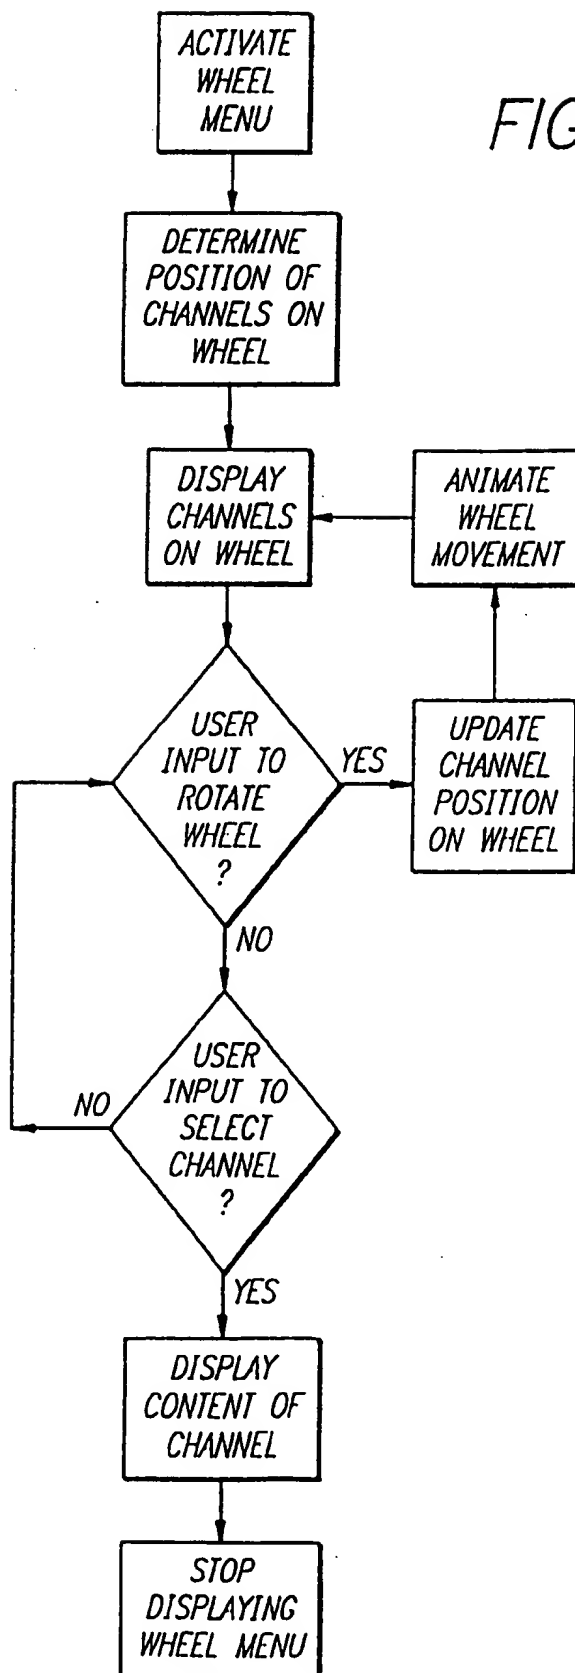 ACTIVATE
WHEEL
MENU
FIG
DETERMINE
POSITION OF
CHANNELS ON
WHEEL
DISPLAY
CHANNELS
ON WHEEL
ANIMATE
WHEEL
MOVEMENT
USER
INPUT TO
ROTATE
WHEEL
?
YES
UPDATE
CHANNEL
POSITION
ON WHEEL
NO
USER
INPUT TO
SELECT
CHANNEL
?
NO
YES
DISPLAY
CONTENT OF
CHANNEL
STOP
DISPLAYING
WHEEL MENU